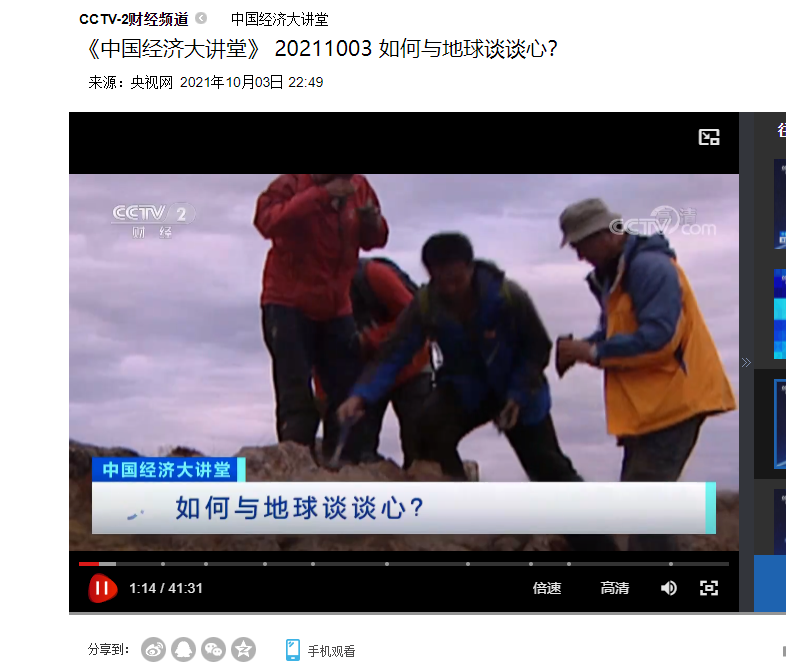 CCTV-2财经频道 中国经济大讲堂
《中国经济大讲堂》 20211003 如何与地球谈谈心?
来源：央视网 2021年10月03日 22:49
CCTV 2
财 经
高清
CCTV.com
中国经济大讲堂
如何与地球谈谈心?
1:14 / 41:31 倍速 高清
分享到： 手机观看